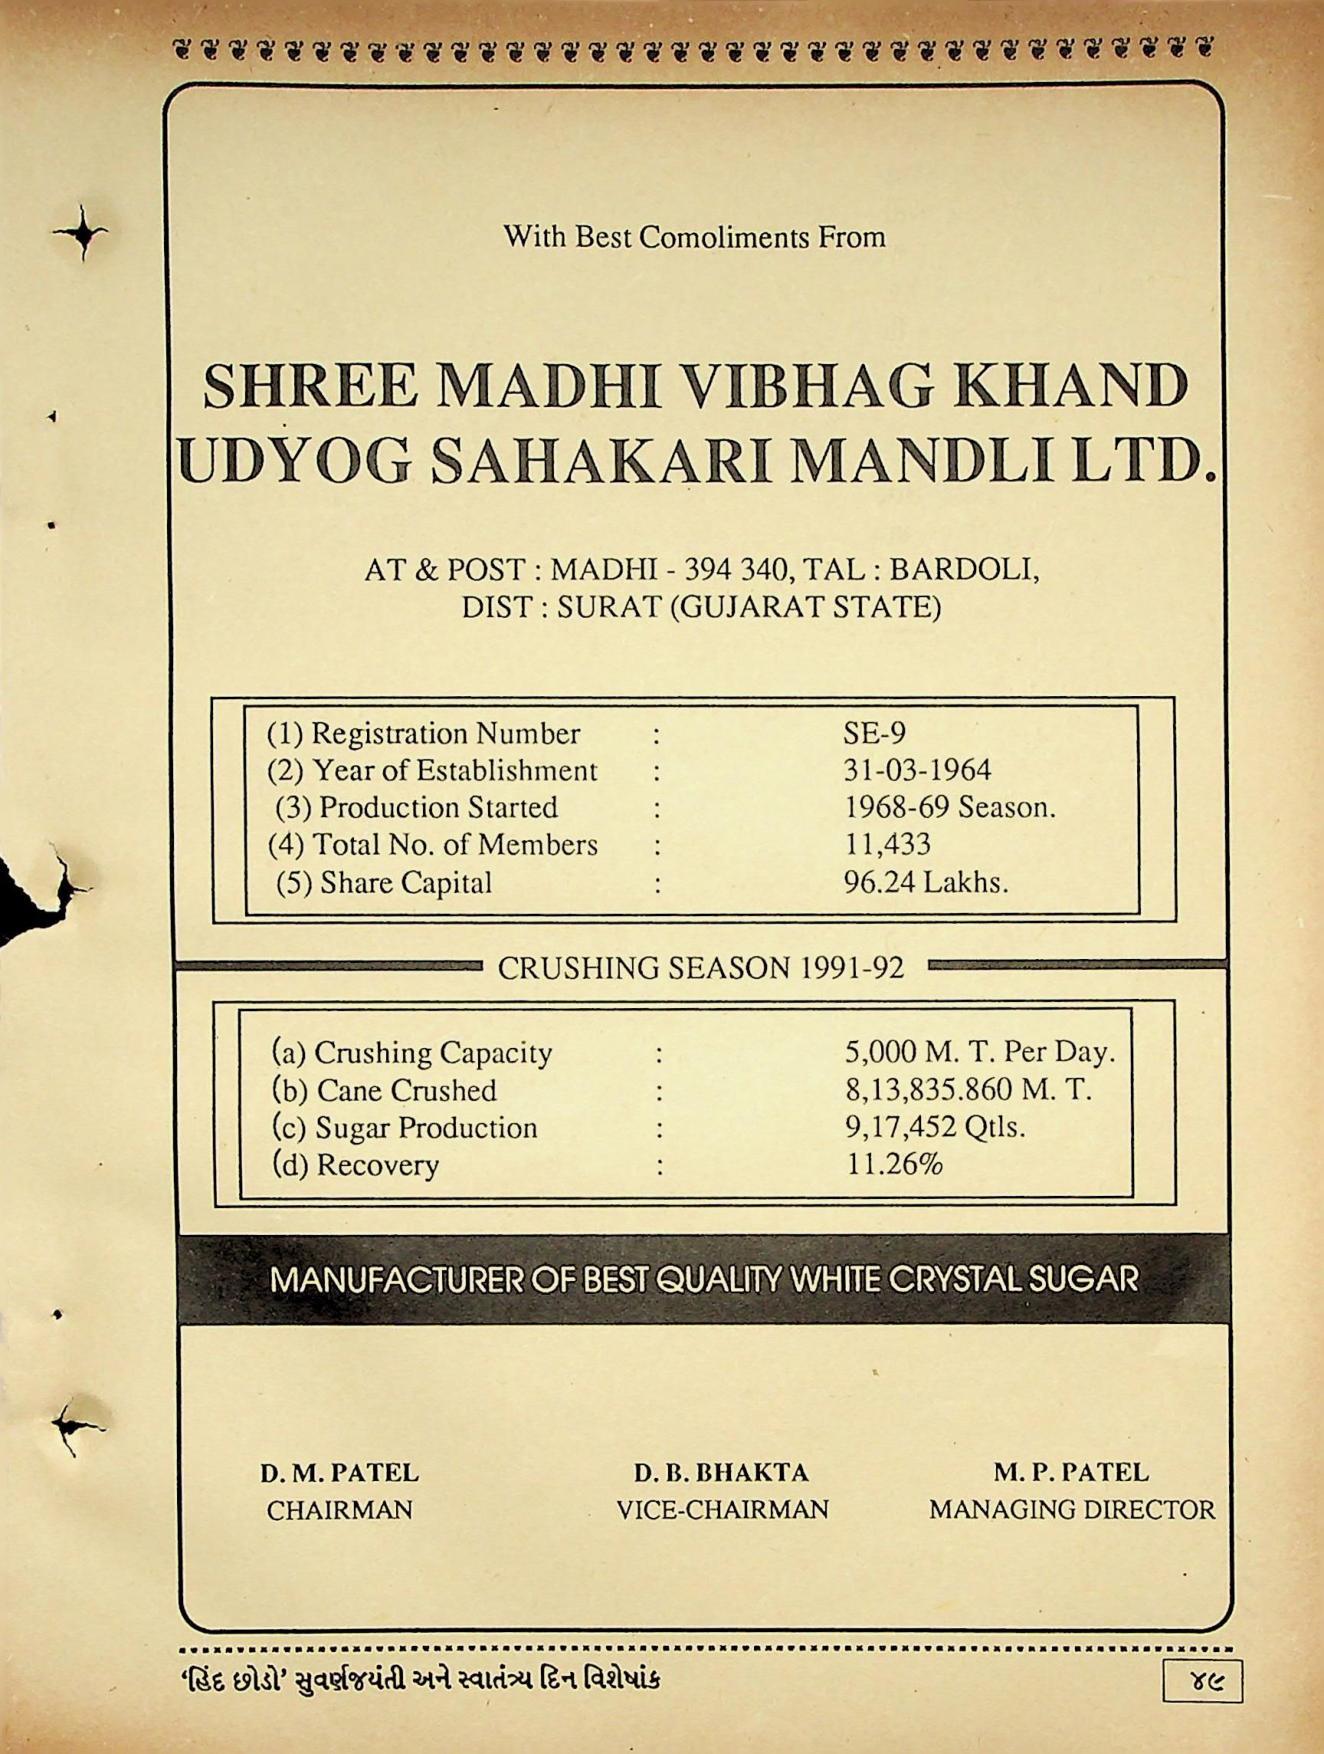 With Best Comoliments From
SHREE MADHI VIBHAG KHAND
UDYOG SAHAKARI MANDLI LTD.
AT & POST : MADHI - 394 340, TAL : BARDOLI,
DIST : SURAT (GUJARAT STATE)
(1) Registration Number : SE-9
(2) Year of Establishment : 31-03-1964
(3) Production Started : 1968-69 Season.
(4) Total No. of Members : 11,433
(5) Share Capital : 96.24 Lakhs.
CRUSHING SEASON 1991-92
(a) Crushing Capacity : 5,000 M. T. Per Day.
(b) Cane Crushed : 8,13,835.860 M. T.
(c) Sugar Production : 9,17,452 Qtls.
(d) Recovery : 11.26%
MANUFACTURER OF BEST QUALITY WHITE CRYSTAL SUGAR
D. M. PATEL D. B. BHAKTA M. P. PATEL
CHAIRMAN VICE-CHAIRMAN MANAGING DIRECTOR
‘હિંદ છોડો’ સુવર્ણજયંતી અને સ્વાતંત્ર્ય દિન વિશેષાંક ૪૯